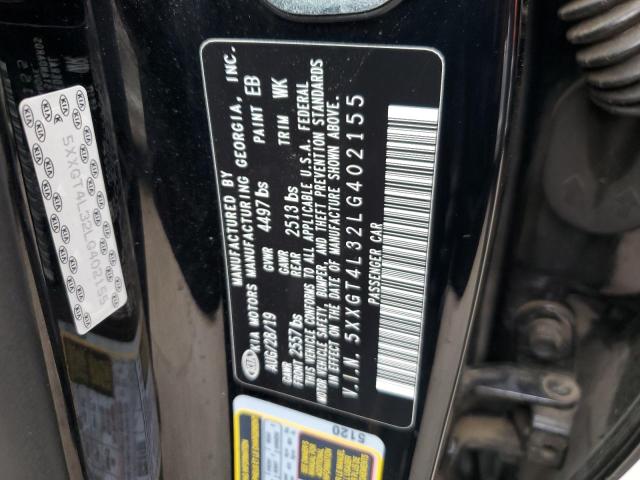 KIA
MANUFACTURED BY
KIA MOTORS MANUFACTURING GEORGIA, INC.
AUG/28/19 GVWR 4497 lbs PAINT EB
GAWR FRONT 2557 lbs GAWR REAR 2513 lbs TRIM WK
THIS VEHICLE CONFORMS TO ALL APPLICABLE U.S.A. FEDERAL
MOTOR VEHICLE SAFETY, BUMPER, AND THEFT PREVENTION STANDARDS
IN EFFECT ON THE DATE OF MANUFACTURE SHOWN ABOVE.
V.I.N. 5XXGT4L32LG402155
PASSENGER CAR
5XXGT4L32LG402155
5120